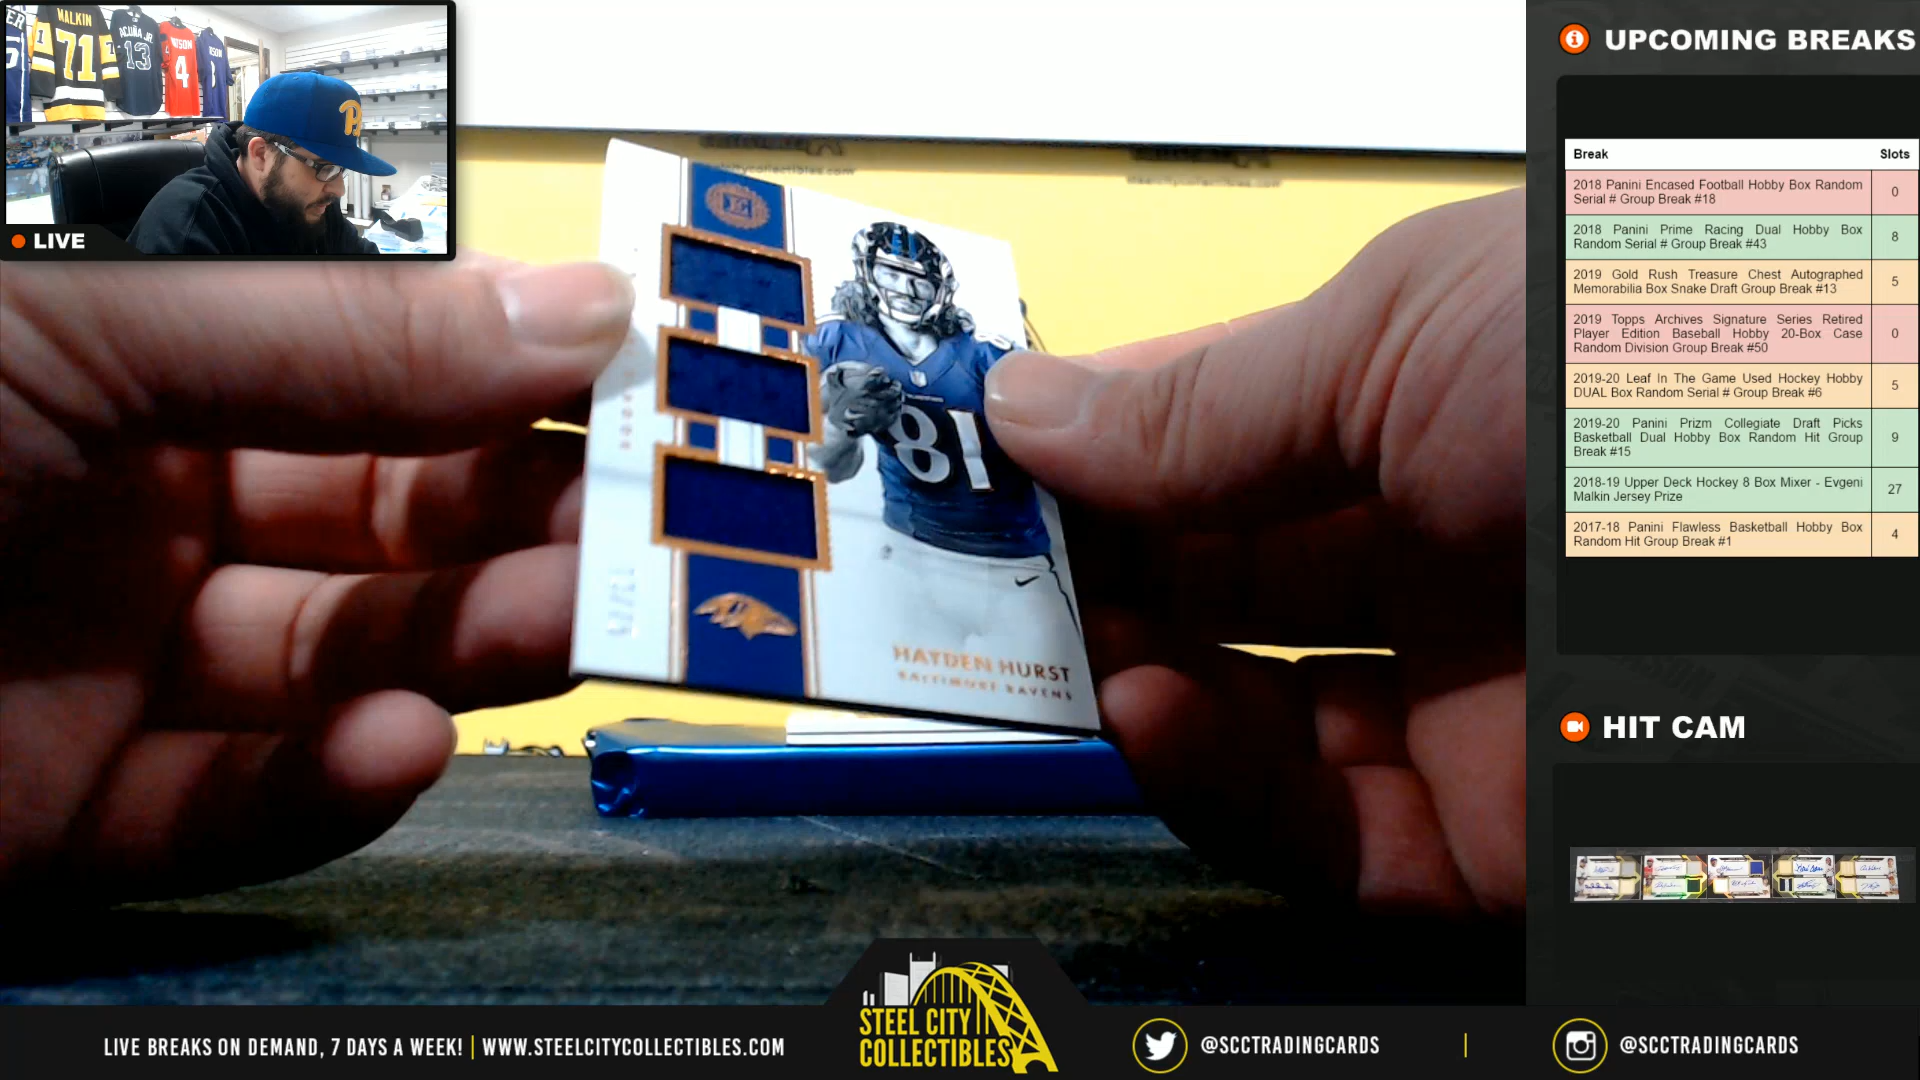 MALKIN
71
ACUÑA JR.
13
4
LIVE
steelcitycollectibles.com
81
HAYDEN HURST
BALTIMORE RAVENS
UPCOMING BREAKS
Break Slots
2018 Panini Encased Football Hobby Box Random
Serial # Group Break #18
0
2018 Panini Prime Racing Dual Hobby Box
Random Serial # Group Break #43
8
2019 Gold Rush Treasure Chest Autographed
Memorabilia Box Snake Draft Group Break #13
5
2019 Topps Archives Signature Series Retired
Player Edition Baseball Hobby 20-Box Case
Random Division Group Break #50
0
2019-20 Leaf In The Game Used Hockey Hobby
DUAL Box Random Serial # Group Break #6
5
2019-20 Panini Prizm Collegiate Draft Picks
Basketball Dual Hobby Box Random Hit Group
Break #15
9
2018-19 Upper Deck Hockey 8 Box Mixer - Evgeni
Malkin Jersey Prize
27
2017-18 Panini Flawless Basketball Hobby Box
Random Hit Group Break #1
4
HIT CAM
LIVE BREAKS ON DEMAND, 7 DAYS A WEEK! | WWW.STEELCITYCOLLECTIBLES.COM
STEEL CITY
COLLECTIBLES
@SCCTRADINGCARDS
@SCCTRADINGCARDS